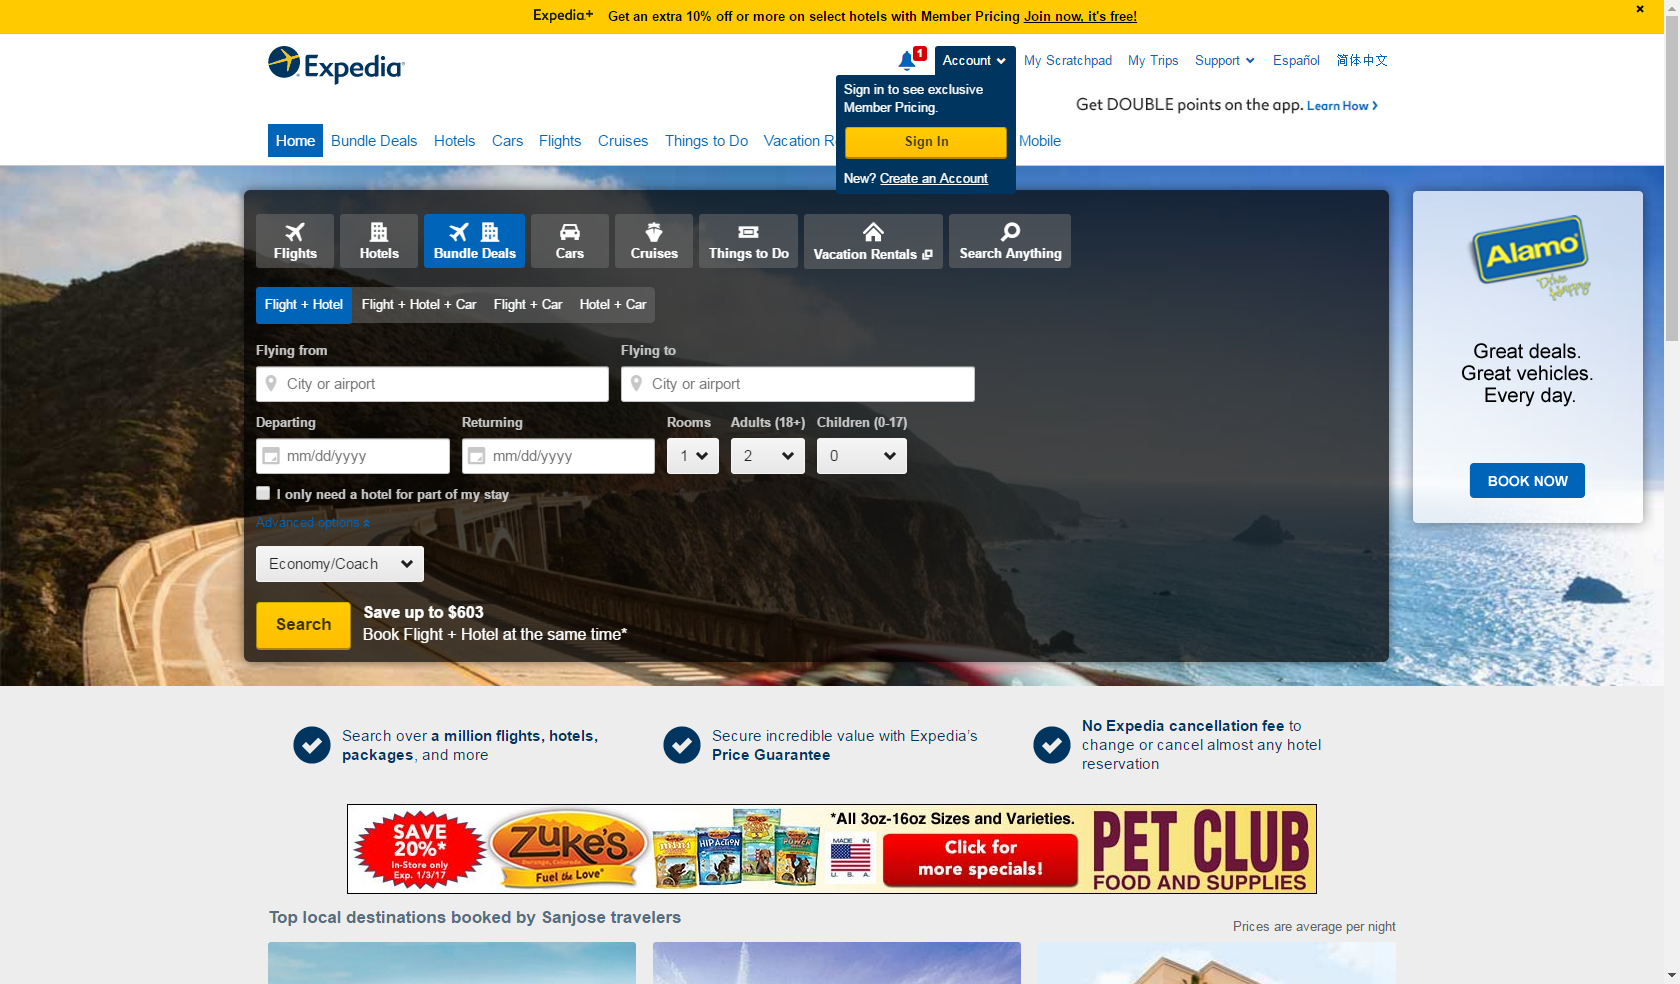 Expedia+ Get an extra 10% off or more on select hotels with Member Pricing Join now, it's free!
Expedia
1
Account
My Scratchpad
My Trips
Support
Español
简体中文
Sign in to see exclusive
Member Pricing.
Sign In
New? Create an Account
Get DOUBLE points on the app. Learn How
Home
Bundle Deals
Hotels
Cars
Flights
Cruises
Things to Do
Vacation R
Mobile
Flights
Hotels
Bundle Deals
Cars
Cruises
Things to Do
Vacation Rentals
Search Anything
Flight + Hotel
Flight + Hotel + Car
Flight + Car
Hotel + Car
Flying from
Flying to
City or airport
City or airport
Departing
Returning
Rooms
Adults (18+)
Children (0-17)
mm/dd/yyyy
mm/dd/yyyy
1
2
0
I only need a hotel for part of my stay
Advanced options
Economy/Coach
Search
Save up to $603
Book Flight + Hotel at the same time*
Alamo
Drive Happy
Great deals.
Great vehicles.
Every day.
BOOK NOW
Search over a million flights, hotels,
packages, and more
Secure incredible value with Expedia's
Price Guarantee
No Expedia cancellation fee to
change or cancel almost any hotel
reservation
SAVE
20%*
In-Store only
Exp. 1/3/17
ZUKE'S
Durango, Colorado
Fuel the Love
mini
HIP ACTION
POWER
*All 3oz-16oz Sizes and Varieties.
MADE IN
U.S.A.
Click for
more specials!
PET CLUB
FOOD AND SUPPLIES
Top local destinations booked by Sanjose travelers
Prices are average per night